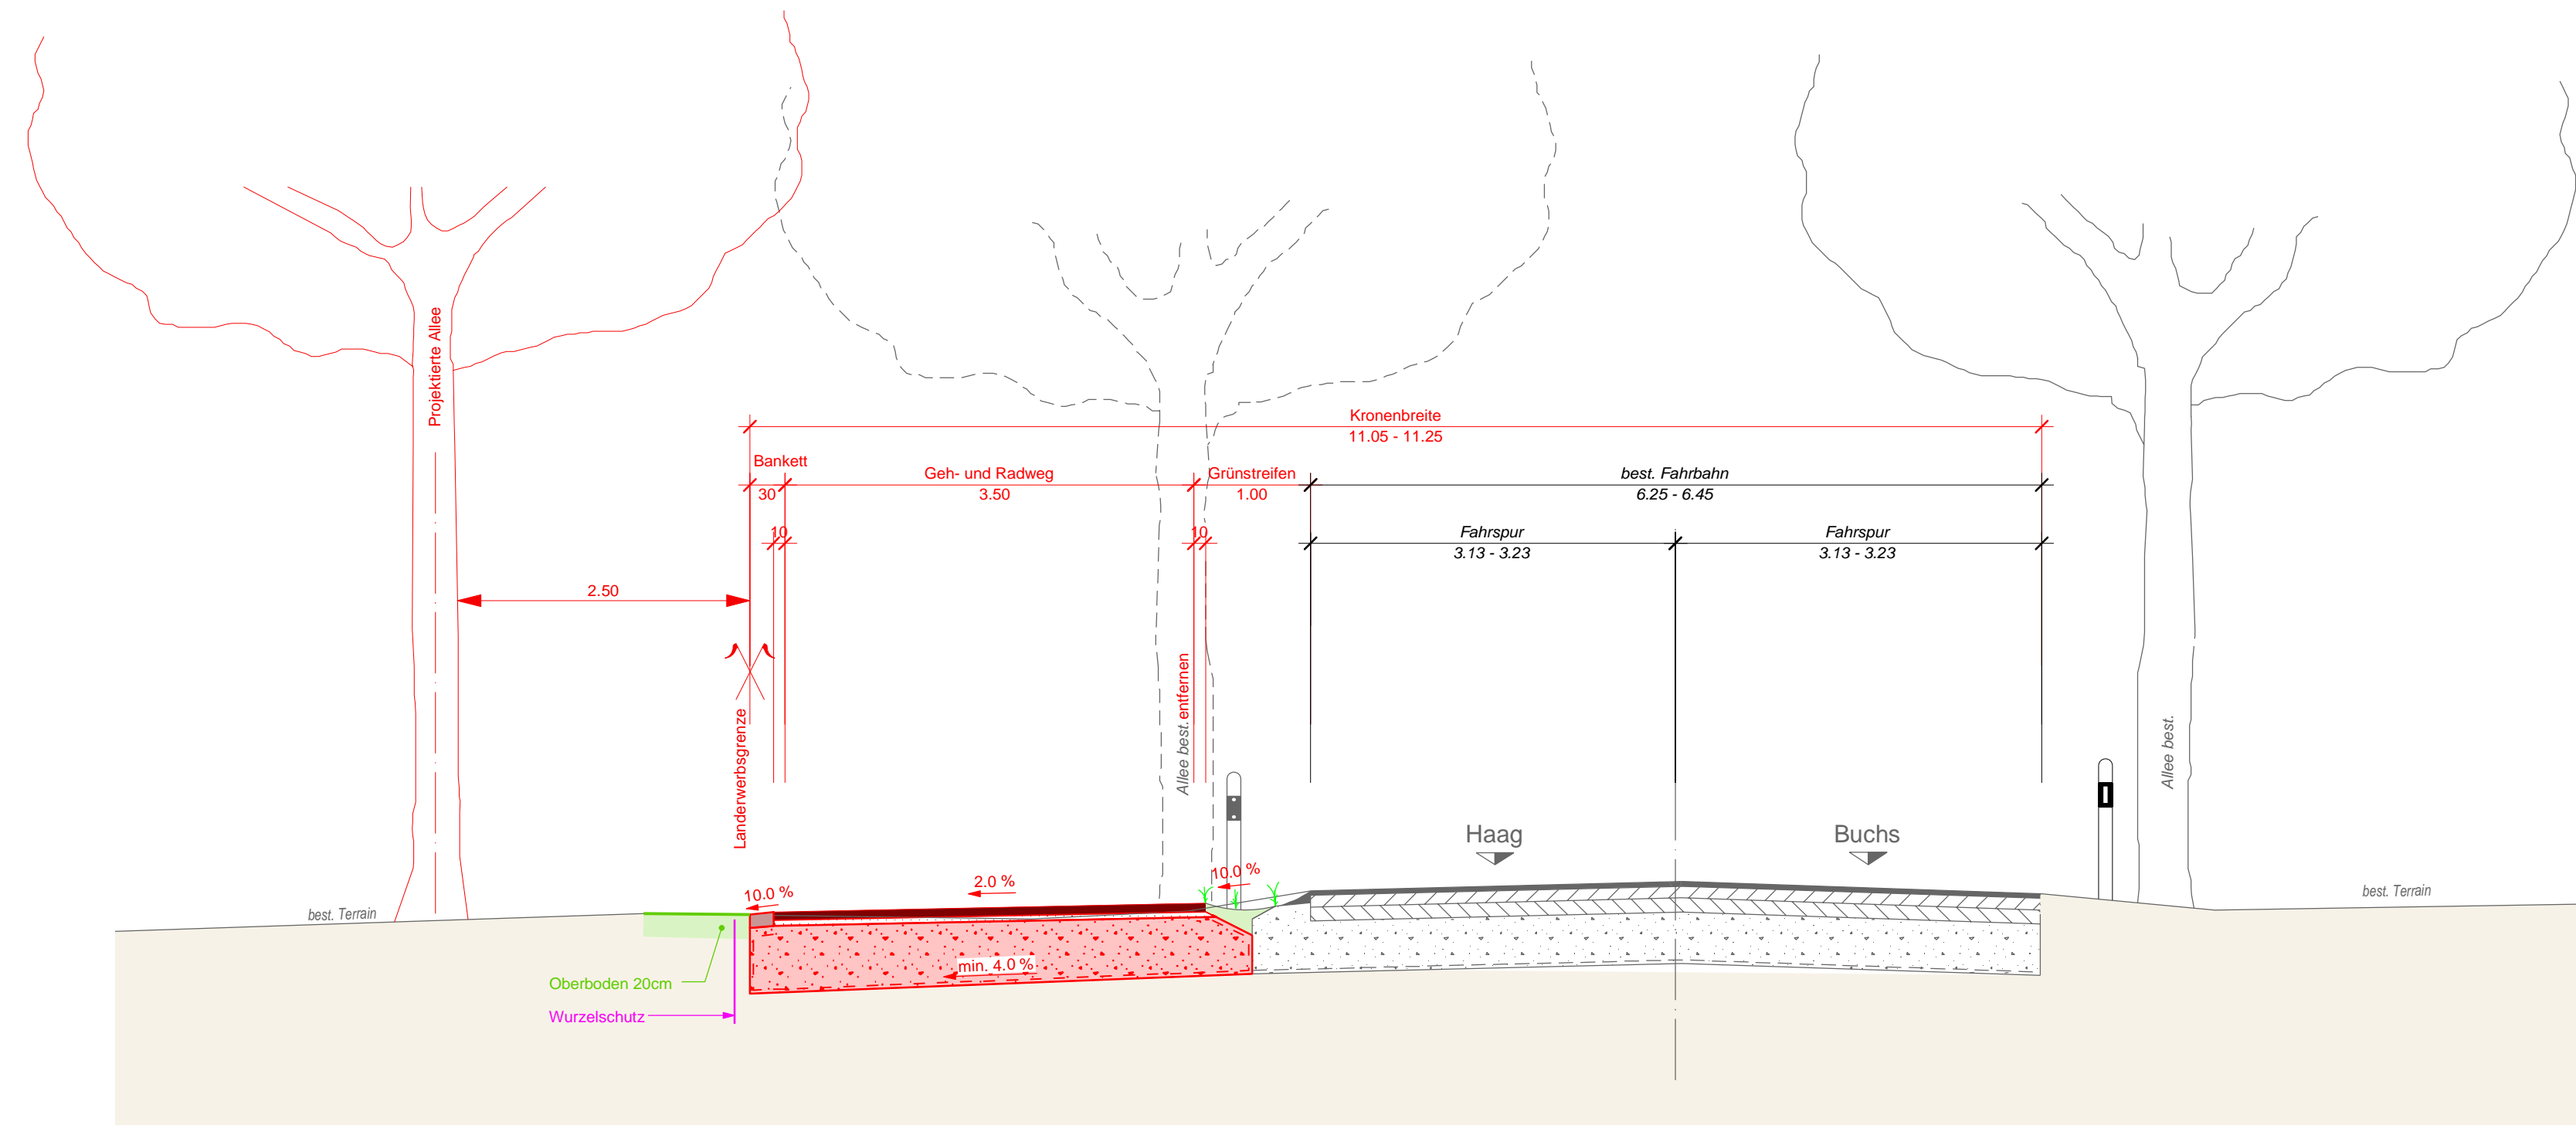 Projektierte Allee
Kronenbreite
11.05 - 11.25
Bankett
30
Geh- und Radweg
3.50
Grünstreifen
1.00
best. Fahrbahn
6.25 - 6.45
10
10
Fahrspur
3.13 - 3.23
Fahrspur
3.13 - 3.23
2.50
Landerwerbsgrenze
Allee best. entfernen
Allee best.
Haag
Buchs
10.0 %
2.0 %
10.0 %
best. Terrain
best. Terrain
min. 4.0 %
Oberboden 20cm
Wurzelschutz